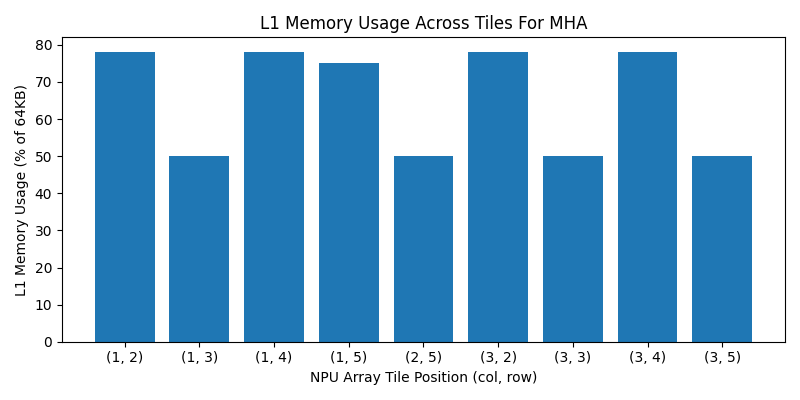 L1 Memory Usage Across Tiles For MHA
L1 Memory Usage (% of 64KB)
80
70
60
50
40
30
20
10
0
(1, 2) (1, 3) (1, 4) (1, 5) (2, 5) (3, 2) (3, 3) (3, 4) (3, 5)
NPU Array Tile Position (col, row)